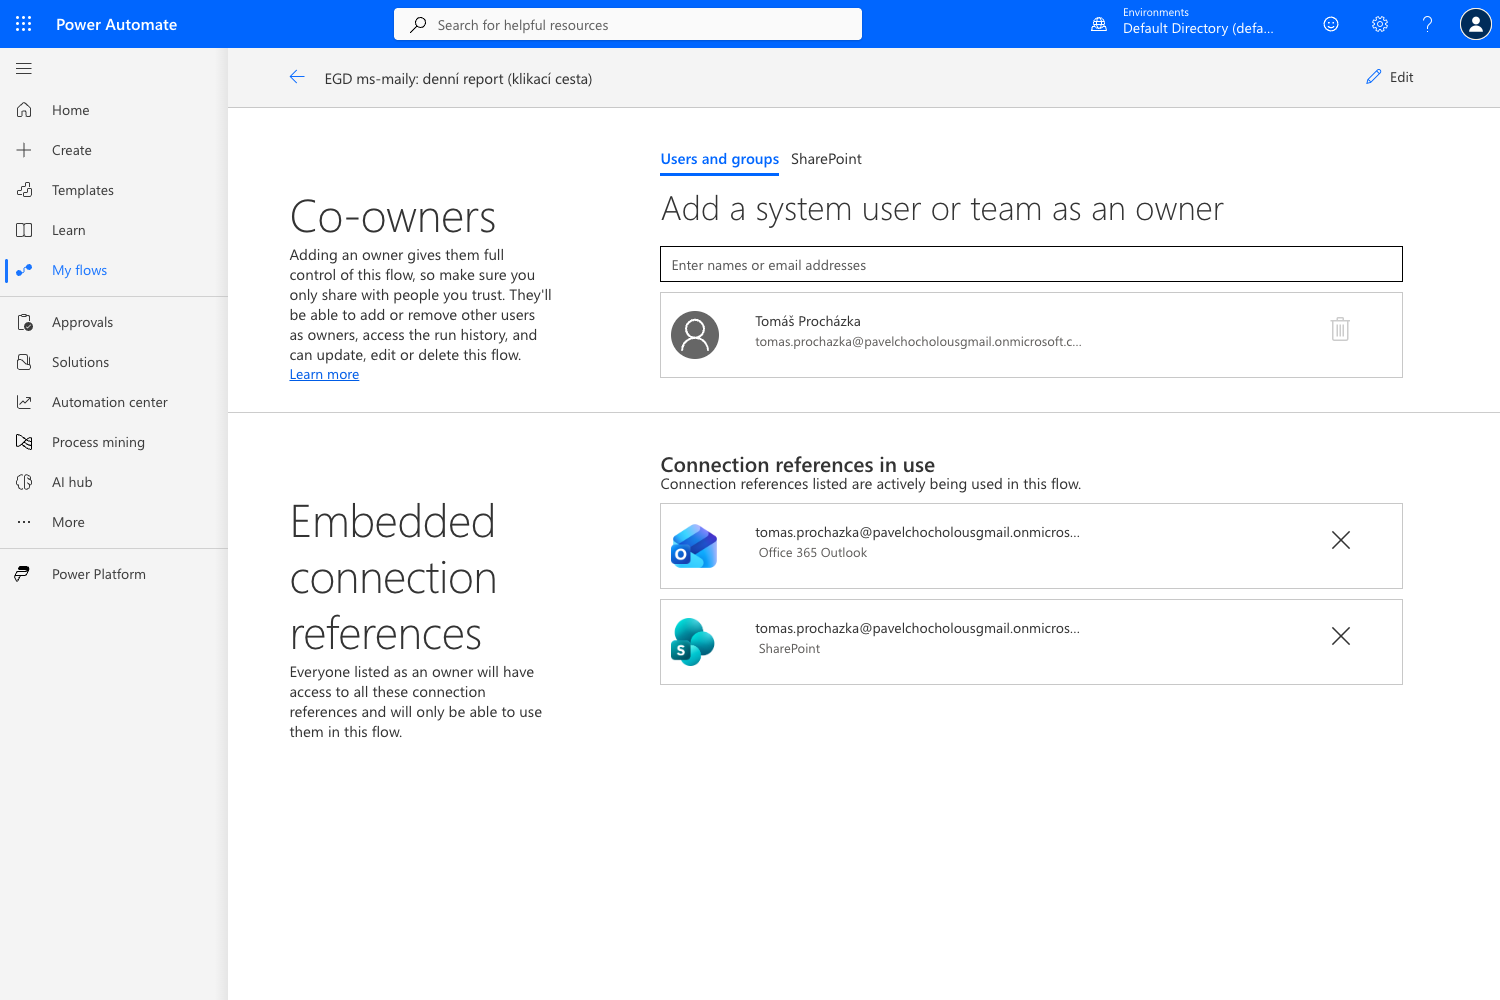 Power Automate
Search for helpful resources
Environments
Default Directory (defa...
EGD ms-maily: denní report (klikací cesta)
Edit
Home
Create
Templates
Learn
My flows
Approvals
Solutions
Automation center
Process mining
AI hub
More
Power Platform
Co-owners
Adding an owner gives them full
control of this flow, so make sure you
only share with people you trust. They'll
be able to add or remove other users
as owners, access the run history, and
can update, edit or delete this flow.
Learn more
Users and groups
SharePoint
Add a system user or team as an owner
Enter names or email addresses
Tomáš Procházka
tomas.prochazka@pavelchocholousgmail.onmicrosoft.c...
Embedded
connection
references
Everyone listed as an owner will have
access to all these connection
references and will only be able to use
them in this flow.
Connection references in use
Connection references listed are actively being used in this flow.
tomas.prochazka@pavelchocholousgmail.onmicros...
Office 365 Outlook
tomas.prochazka@pavelchocholousgmail.onmicros...
SharePoint